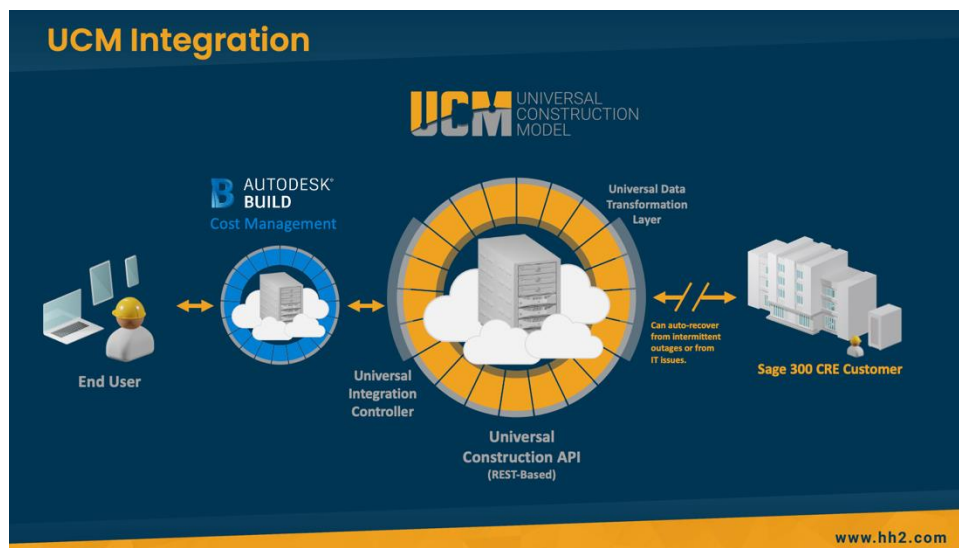 UCM Integration
UCM UNIVERSAL
CONSTRUCTION
MODEL
AUTODESK®
BUILD
Cost Management
Universal Data
Transformation
Layer
Can auto-recover
from intermittent
outages or from
IT issues.
End User
Universal
Integration
Controller
Sage 300 CRE Customer
Universal
Construction API
(REST-Based)
www.hh2.com